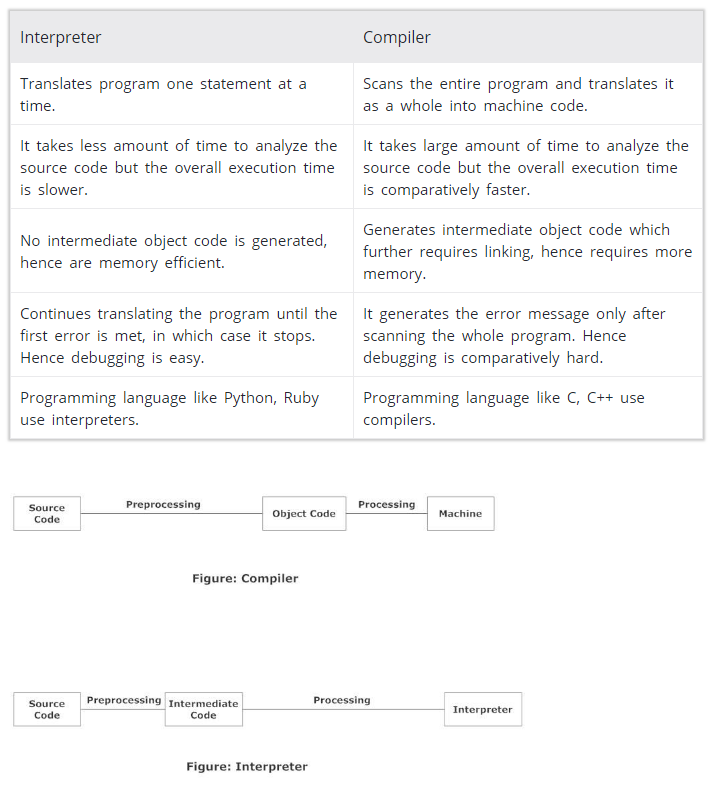 Interpreter
Compiler
Translates program one statement at a
time.
Scans the entire program and translates it
as a whole into machine code.
It takes less amount of time to analyze the
source code but the overall execution time
is slower.
It takes large amount of time to analyze the
source code but the overall execution time
is comparatively faster.
No intermediate object code is generated,
hence are memory efficient.
Generates intermediate object code which
further requires linking, hence requires more
memory.
Continues translating the program until the
first error is met, in which case it stops.
Hence debugging is easy.
It generates the error message only after
scanning the whole program. Hence
debugging is comparatively hard.
Programming language like Python, Ruby
use interpreters.
Programming language like C, C++ use
compilers.
Source
Code
Preprocessing
Object Code
Processing
Machine
Figure: Compiler
Source
Code
Preprocessing
Intermediate
Code
Processing
Interpreter
Figure: Interpreter